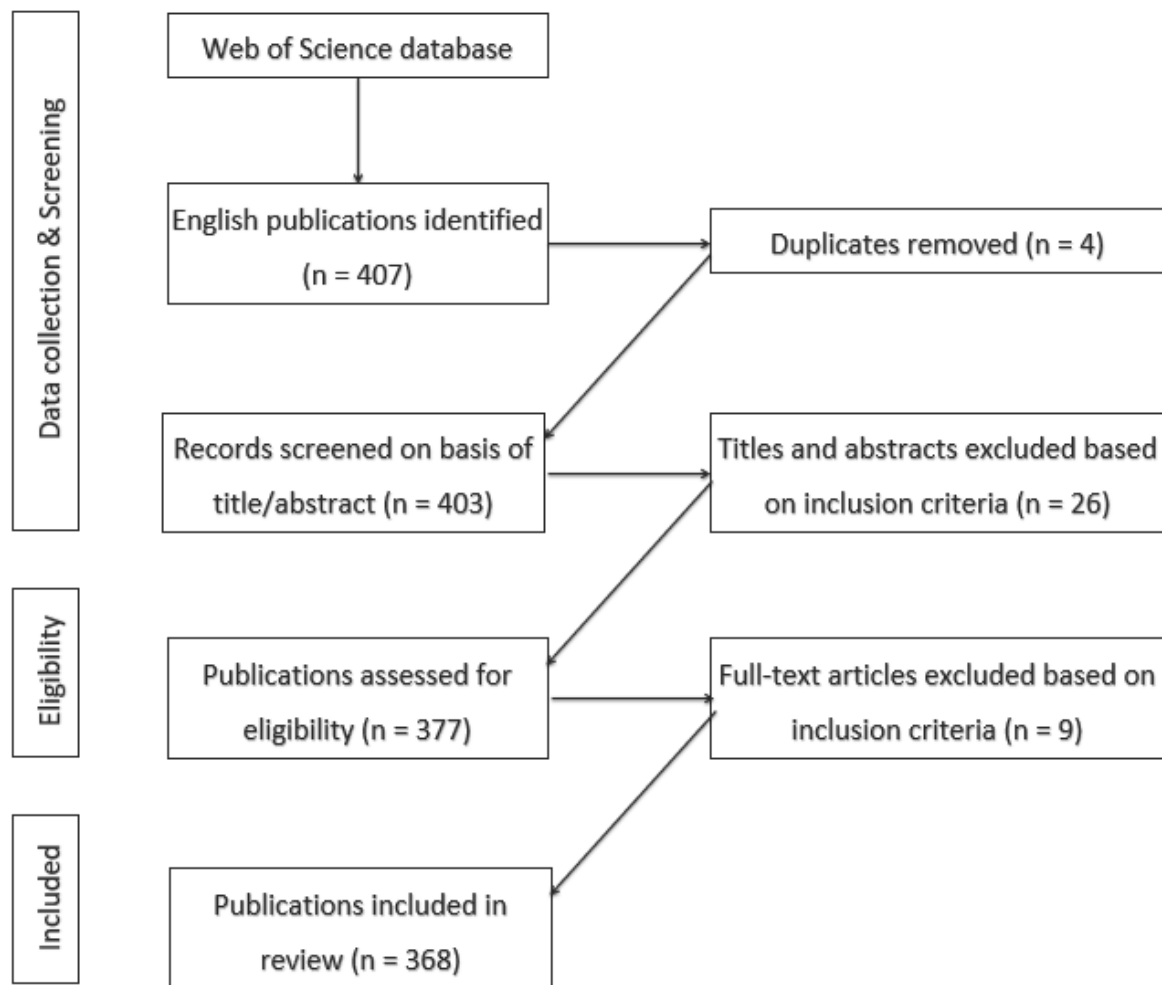 Data collection & Screening
Web of Science database
English publications identified
(n = 407)
Duplicates removed (n = 4)
Records screened on basis of
title/abstract (n = 403)
Titles and abstracts excluded based
on inclusion criteria (n = 26)
Eligibility
Publications assessed for
eligibility (n = 377)
Full-text articles excluded based on
inclusion criteria (n = 9)
Included
Publications included in
review (n = 368)